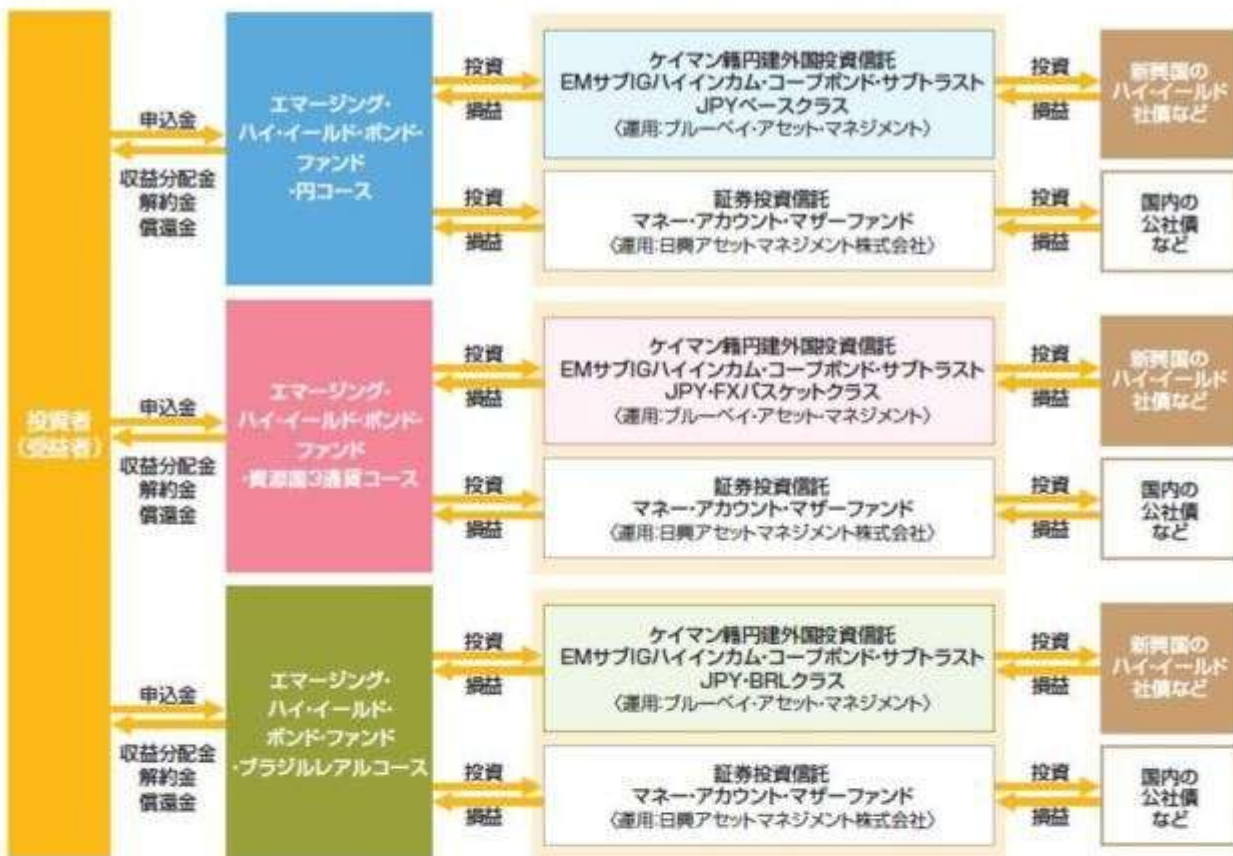 投資者
(受益者)
申込金
収益分配金
解約金
償還金
エマージング・
ハイ・イールド・ボンド・
ファンド
・円コース
投資
損益
ケイマン籍円建外国投資信託
EMサブIGハイインカム・コープボンド・サブトラスト
JPYベースクラス
〈運用:ブルーベイ・アセット・マネジメント〉
投資
損益
新興国の
ハイ・イールド
社債など
投資
損益
証券投資信託
マネー・アカウント・マザーファンド
〈運用:日興アセットマネジメント株式会社〉
投資
損益
国内の
公社債
など
申込金
収益分配金
解約金
償還金
エマージング・
ハイ・イールド・ボンド・
ファンド
・資源国3通貨コース
投資
損益
ケイマン籍円建外国投資信託
EMサブIGハイインカム・コープボンド・サブトラスト
JPY・FXバスケットクラス
〈運用:ブルーベイ・アセット・マネジメント〉
投資
損益
新興国の
ハイ・イールド
社債など
投資
損益
証券投資信託
マネー・アカウント・マザーファンド
〈運用:日興アセットマネジメント株式会社〉
投資
損益
国内の
公社債
など
申込金
収益分配金
解約金
償還金
エマージング・
ハイ・イールド・
ボンド・ファンド
・ブラジルレアルコース
投資
損益
ケイマン籍円建外国投資信託
EMサブIGハイインカム・コープボンド・サブトラスト
JPY・BRLクラス
〈運用:ブルーベイ・アセット・マネジメント〉
投資
損益
新興国の
ハイ・イールド
社債など
投資
損益
証券投資信託
マネー・アカウント・マザーファンド
〈運用:日興アセットマネジメント株式会社〉
投資
損益
国内の
公社債
など